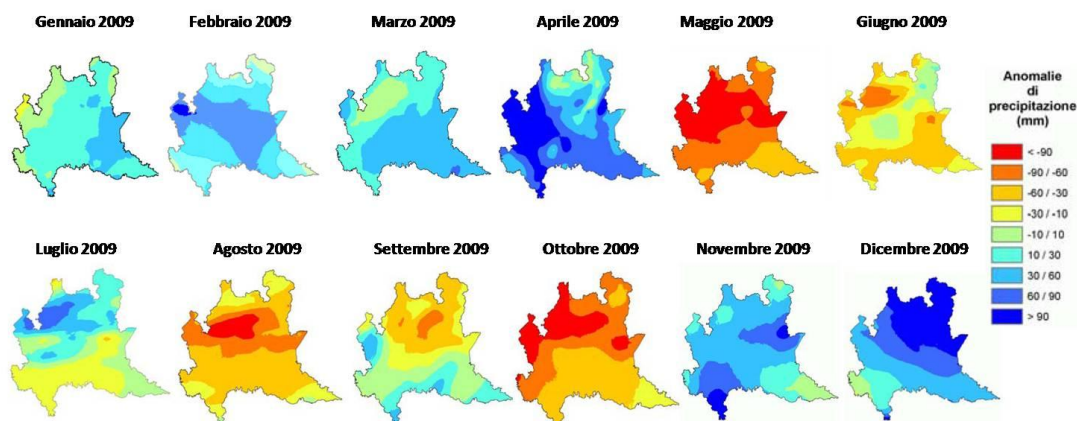 Gennaio 2009
Febbraio 2009
Marzo 2009
Aprile 2009
Maggio 2009
Giugno 2009
Anomalie
di
precipitazione
(mm)
< -90
-90 / -60
-60 / -30
-30 / -10
-10 / 10
10 / 30
30 / 60
60 / 90
> 90
Luglio 2009
Agosto 2009
Settembre 2009
Ottobre 2009
Novembre 2009
Dicembre 2009